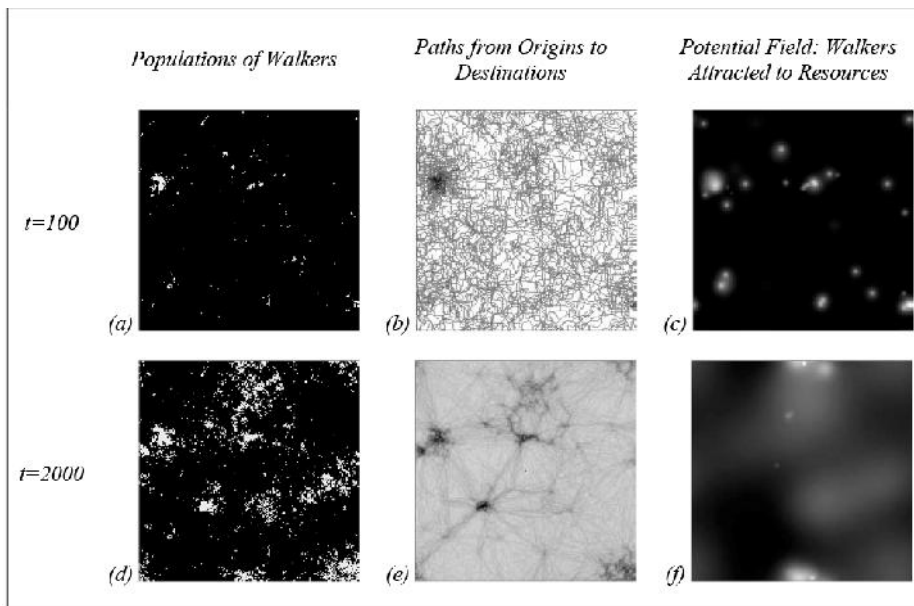 Populations of Walkers
Paths from Origins to
Destinations
Potential Field: Walkers
Attracted to Resources
t=100
(a)
(b)
(c)
t=2000
(d)
(e)
(f)